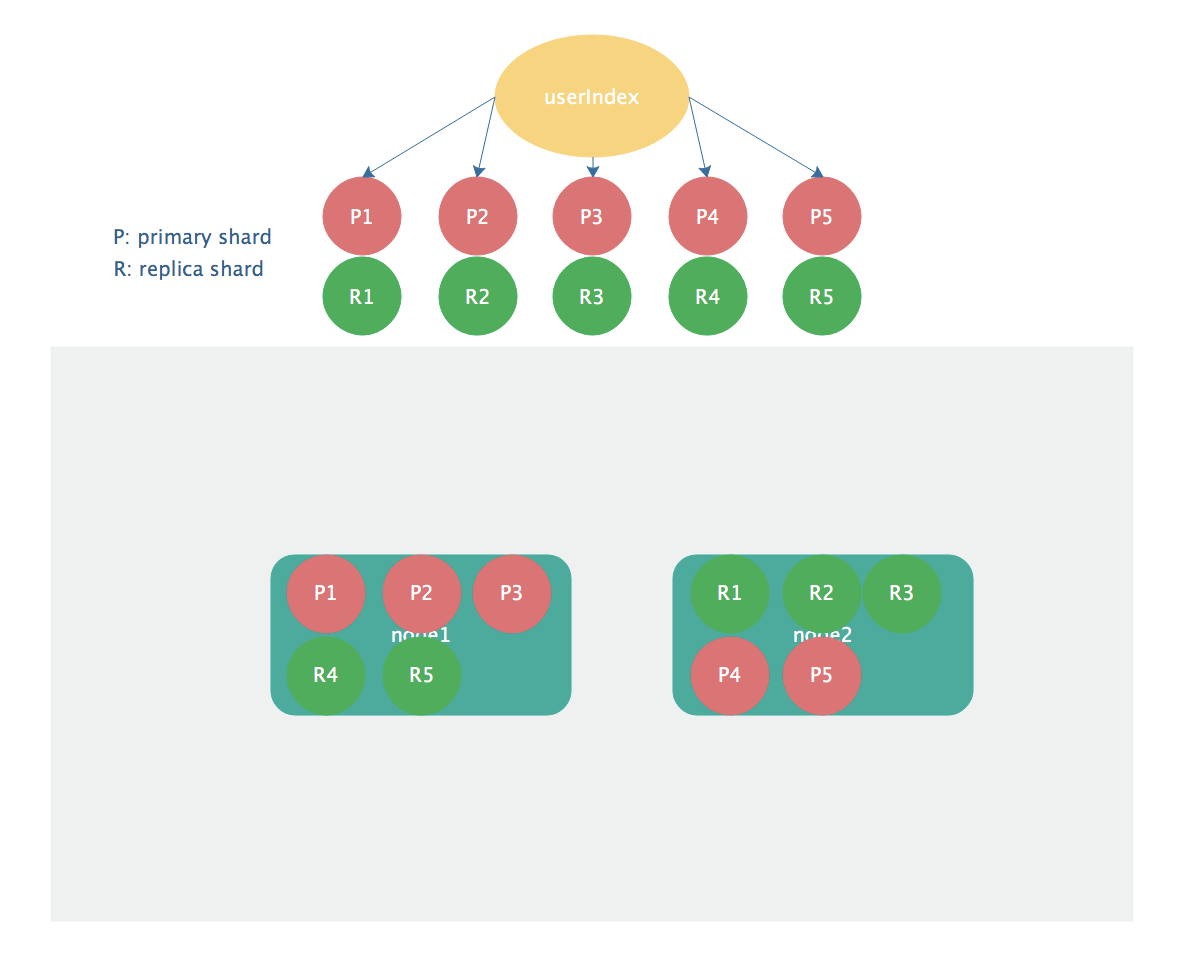 userIndex
P1 P2 P3 P4 P5
P: primary shard
R: replica shard
R1 R2 R3 R4 R5
P1 P2 P3
node1
R4 R5
R1 R2 R3
node2
P4 P5